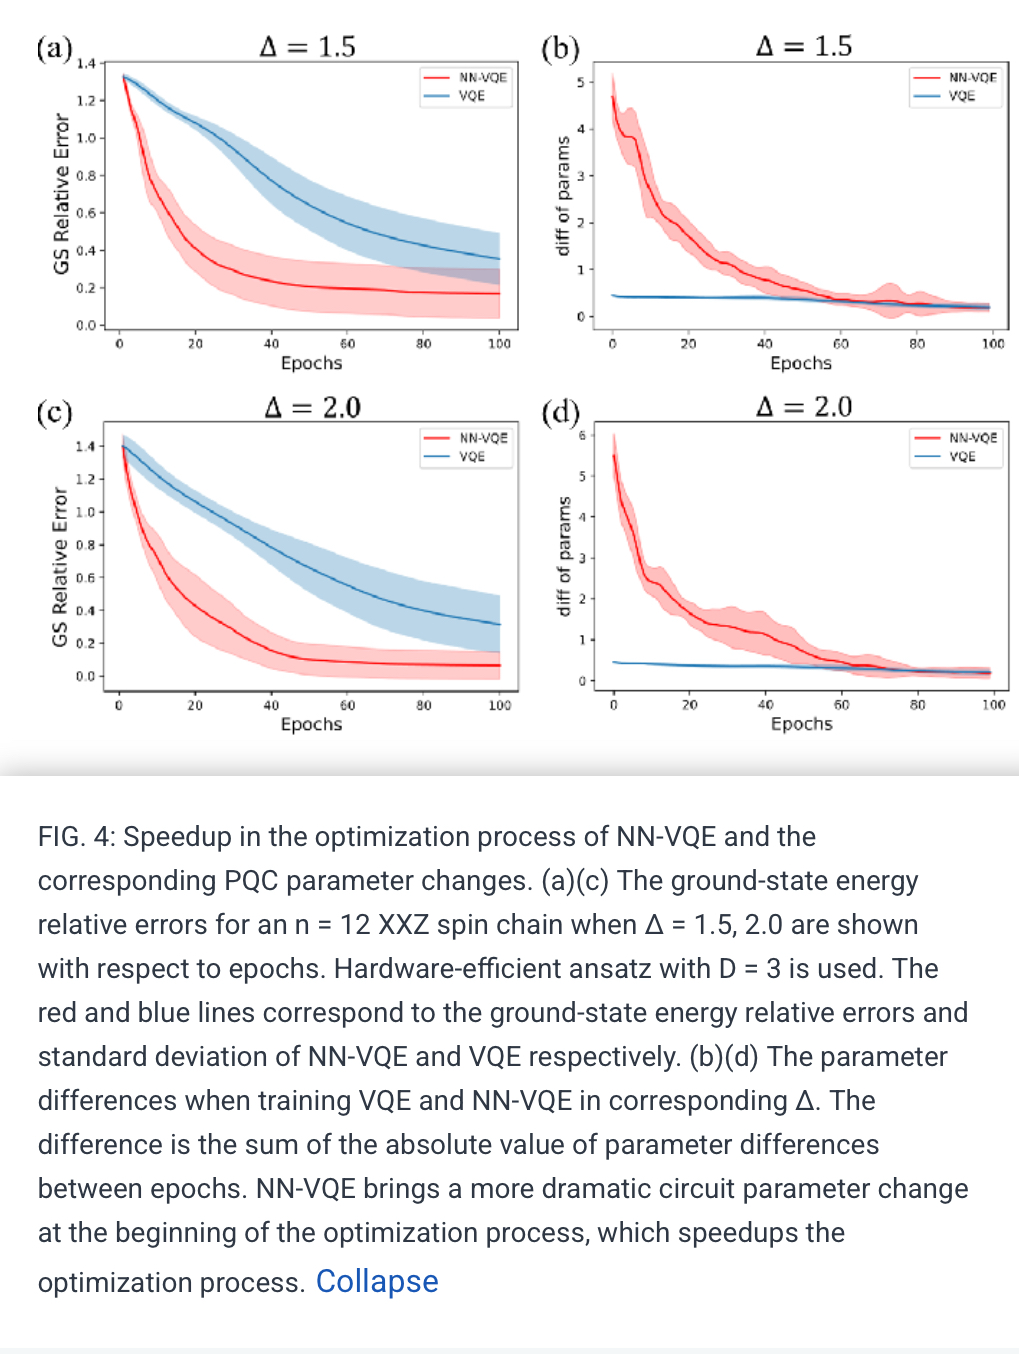 (a)
Δ = 1.5
1.4
1.2
1.0
0.8
0.6
0.4
0.2
0.0
GS Relative Error
NN-VQE
VQE
0 20 40 60 80 100
Epochs
(b)
Δ = 1.5
5
4
3
2
1
0
diff of params
NN-VQE
VQE
0 20 40 60 80 100
Epochs
(c)
Δ = 2.0
1.4
1.2
1.0
0.8
0.6
0.4
0.2
0.0
GS Relative Error
NN-VQE
VQE
0 20 40 60 80 100
Epochs
(d)
Δ = 2.0
6
5
4
3
2
1
0
diff of params
NN-VQE
VQE
0 20 40 60 80 100
Epochs
FIG. 4: Speedup in the optimization process of NN-VQE and the
corresponding PQC parameter changes. (a)(c) The ground-state energy
relative errors for an n = 12 XXZ spin chain when Δ = 1.5, 2.0 are shown
with respect to epochs. Hardware-efficient ansatz with D = 3 is used. The
red and blue lines correspond to the ground-state energy relative errors and
standard deviation of NN-VQE and VQE respectively. (b)(d) The parameter
differences when training VQE and NN-VQE in corresponding Δ. The
difference is the sum of the absolute value of parameter differences
between epochs. NN-VQE brings a more dramatic circuit parameter change
at the beginning of the optimization process, which speedups the
optimization process. Collapse